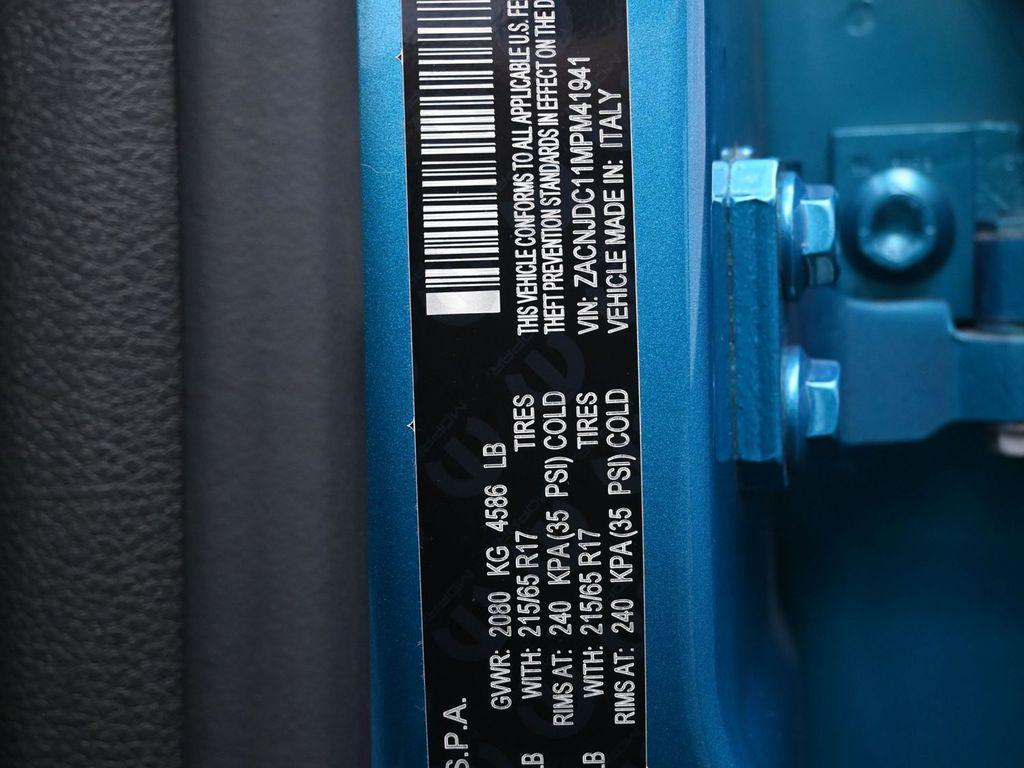 S.P.A.
GVWR: 2080 KG 4586 LB
LB WITH: 215/65 R17 TIRES
RIMS AT: 240 KPA(35 PSI) COLD
LB WITH: 215/65 R17 TIRES
RIMS AT: 240 KPA(35 PSI) COLD
THIS VEHICLE CONFORMS TO ALL APPLICABLE U.S. FE
THEFT PREVENTION STANDARDS IN EFFECT ON THE D
VIN: ZACNJDC11MPM41941
VEHICLE MADE IN: ITALY